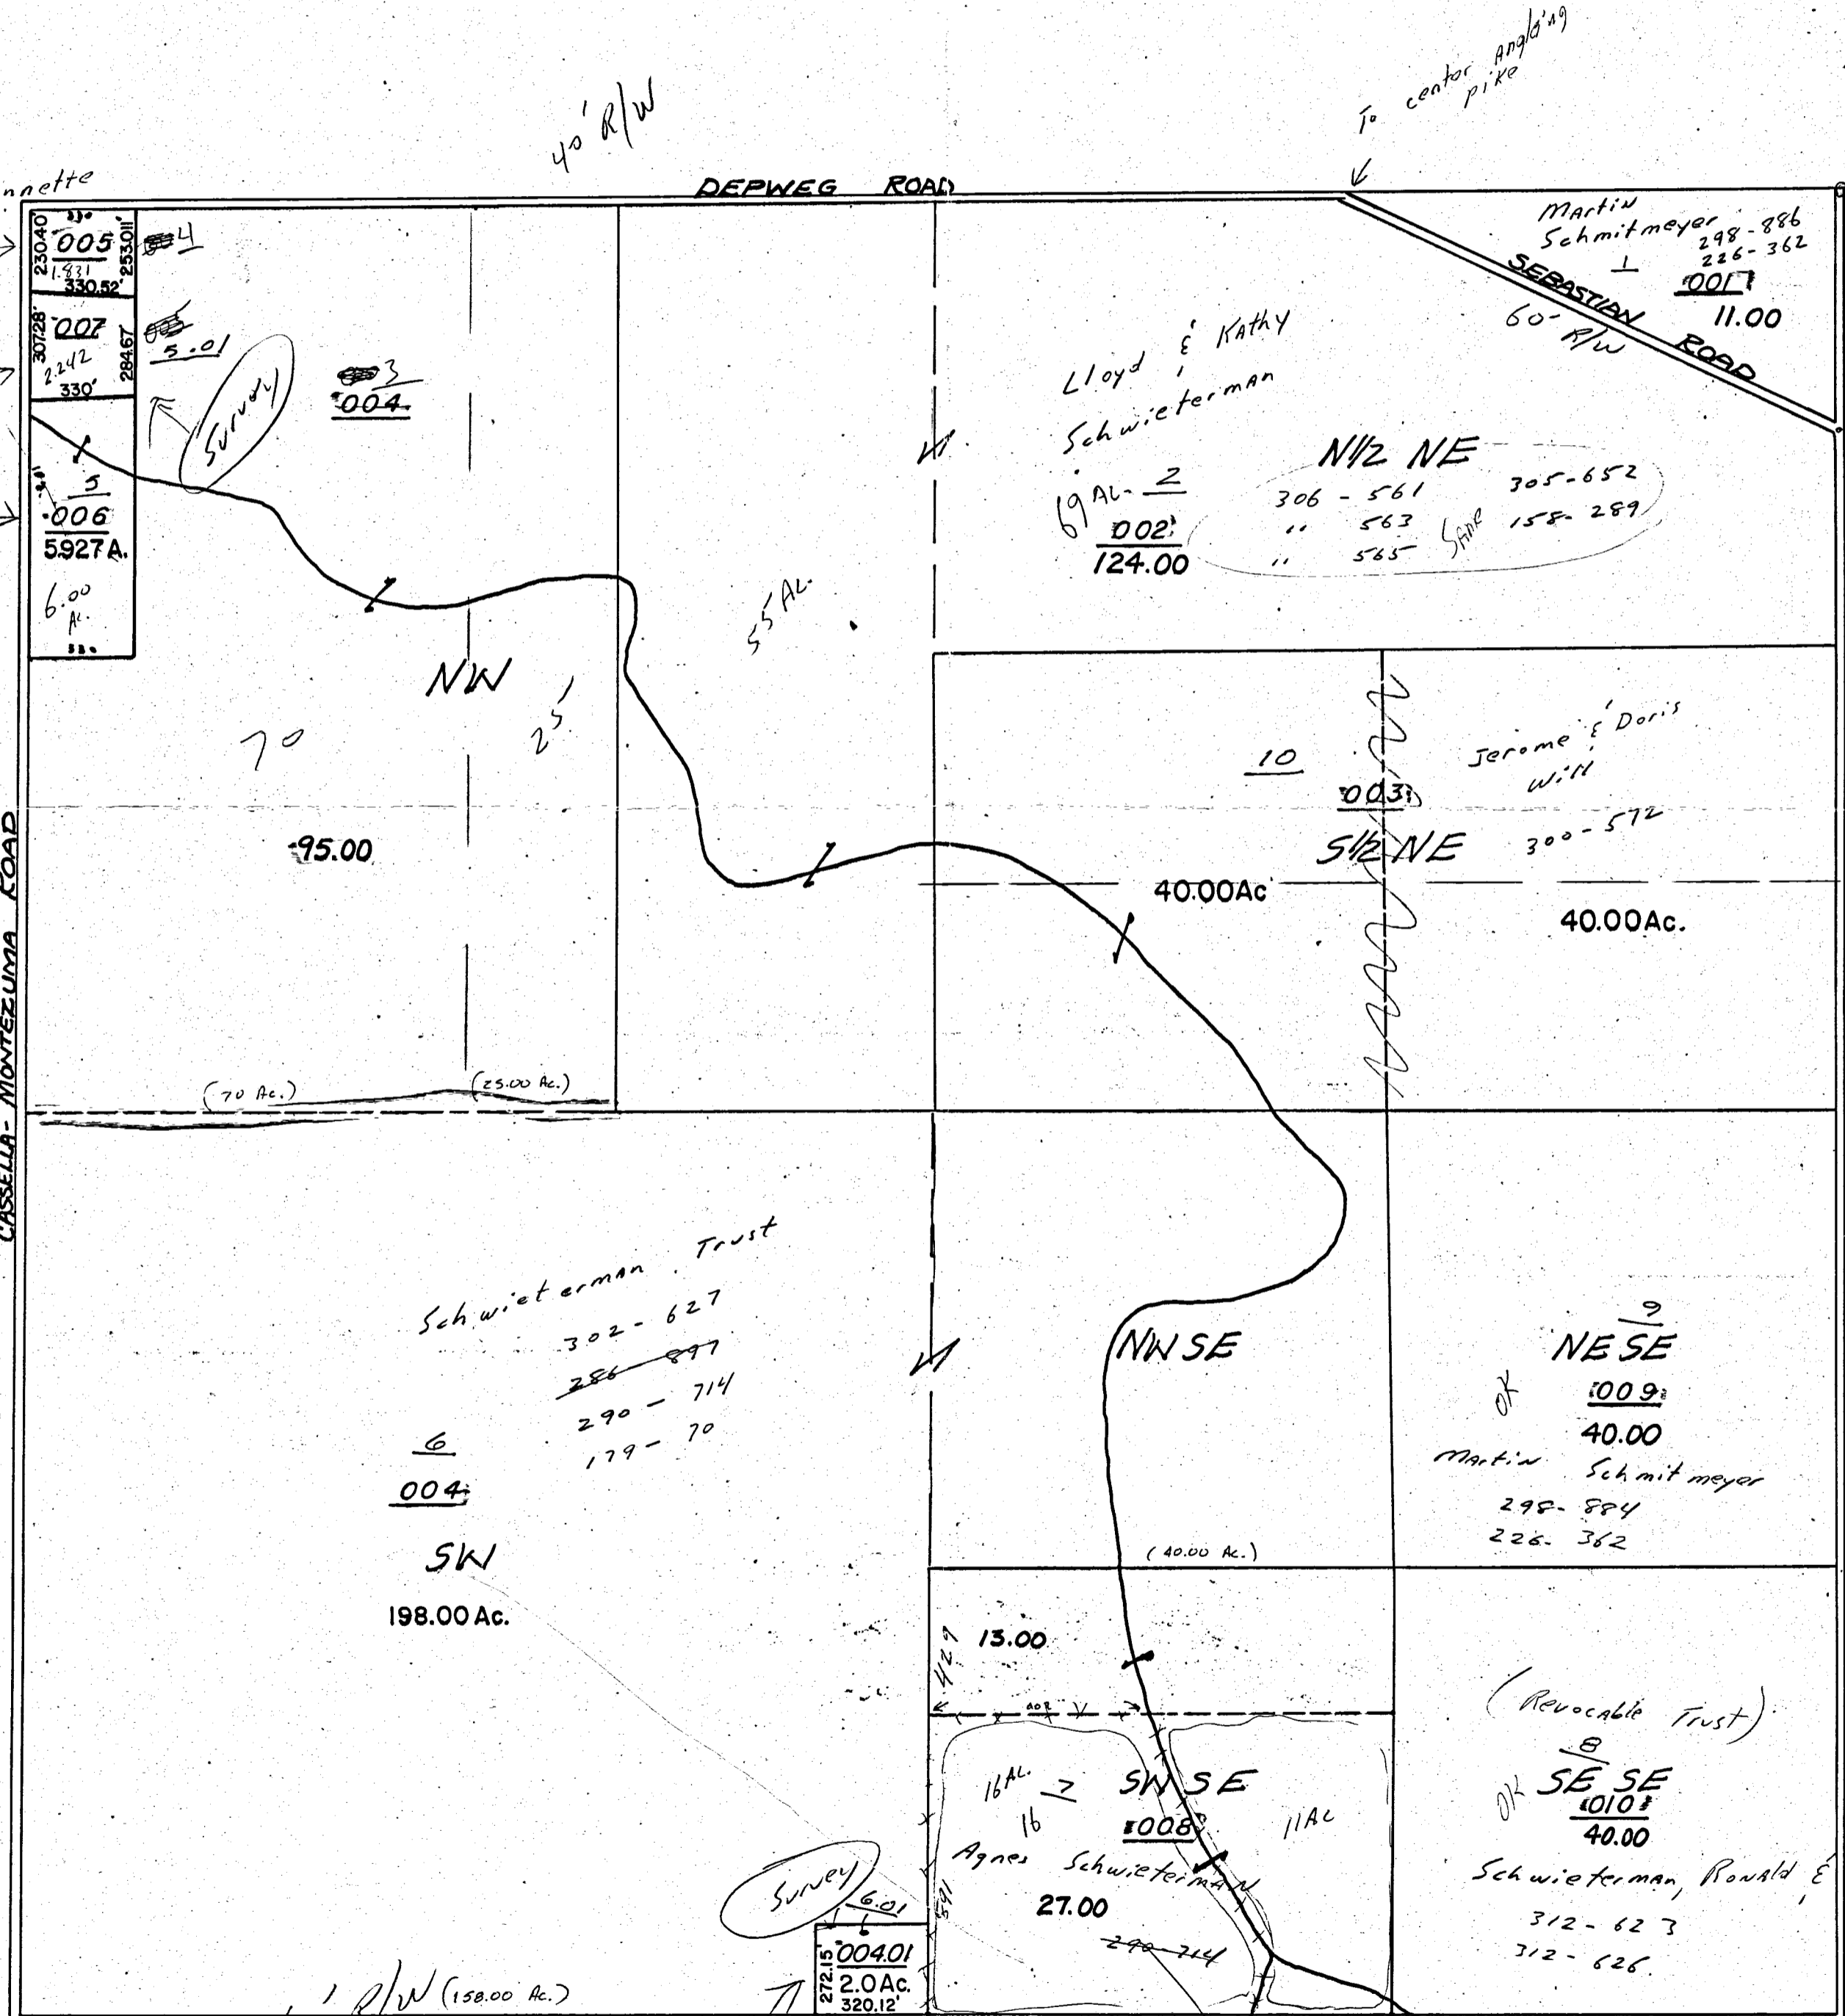 40' R/W
To center angling
pike
nnette
DEPWEG ROAD
330
005
1.831
230.40'
253.011'
330.52'
4
307.28'
007
2.242
284.67
330'
5.01
Survey
3
004
5
006
5.927 A.
6.00
Ac.
330
NW
70
25
95.00
(70 Ac.)
(25.00 Ac.)
CASSELLA - MONTEZUMA ROAD
Martin
Schmitmeyer
298-886
226-362
1
001
11.00
SEBASTIAN ROAD
60- R/W
Lloyd & Kathy
Schwieterman
69 Ac- 2
002
124.00
N1/2 NE
306 - 561
" 563
" 565
Same
305-652
158-289
55 Ac.
10
003
S1/2 NE
40.00Ac
Jerome & Doris
Will
300-572
40.00Ac.
Schwieterman Trust
302-627
286-897
290-714
179-70
6
004
SW
198.00 Ac.
NW SE
(40.00 Ac.)
9
NE SE
OK
009
40.00
Martin Schmitmeyer
298-884
226-362
13.00
429
16 Ac.
16
7
SW SE
008
11 Ac
Agnes Schwieterman
27.00
290-714
591
(Revocable Trust)
8
OK
SE SE
010
40.00
Schwieterman, Ronald &
312-623
312-626
Survey
6.01
004.01
2.0 Ac.
272.15'
320.12'
' R/W (158.00 Ac.)